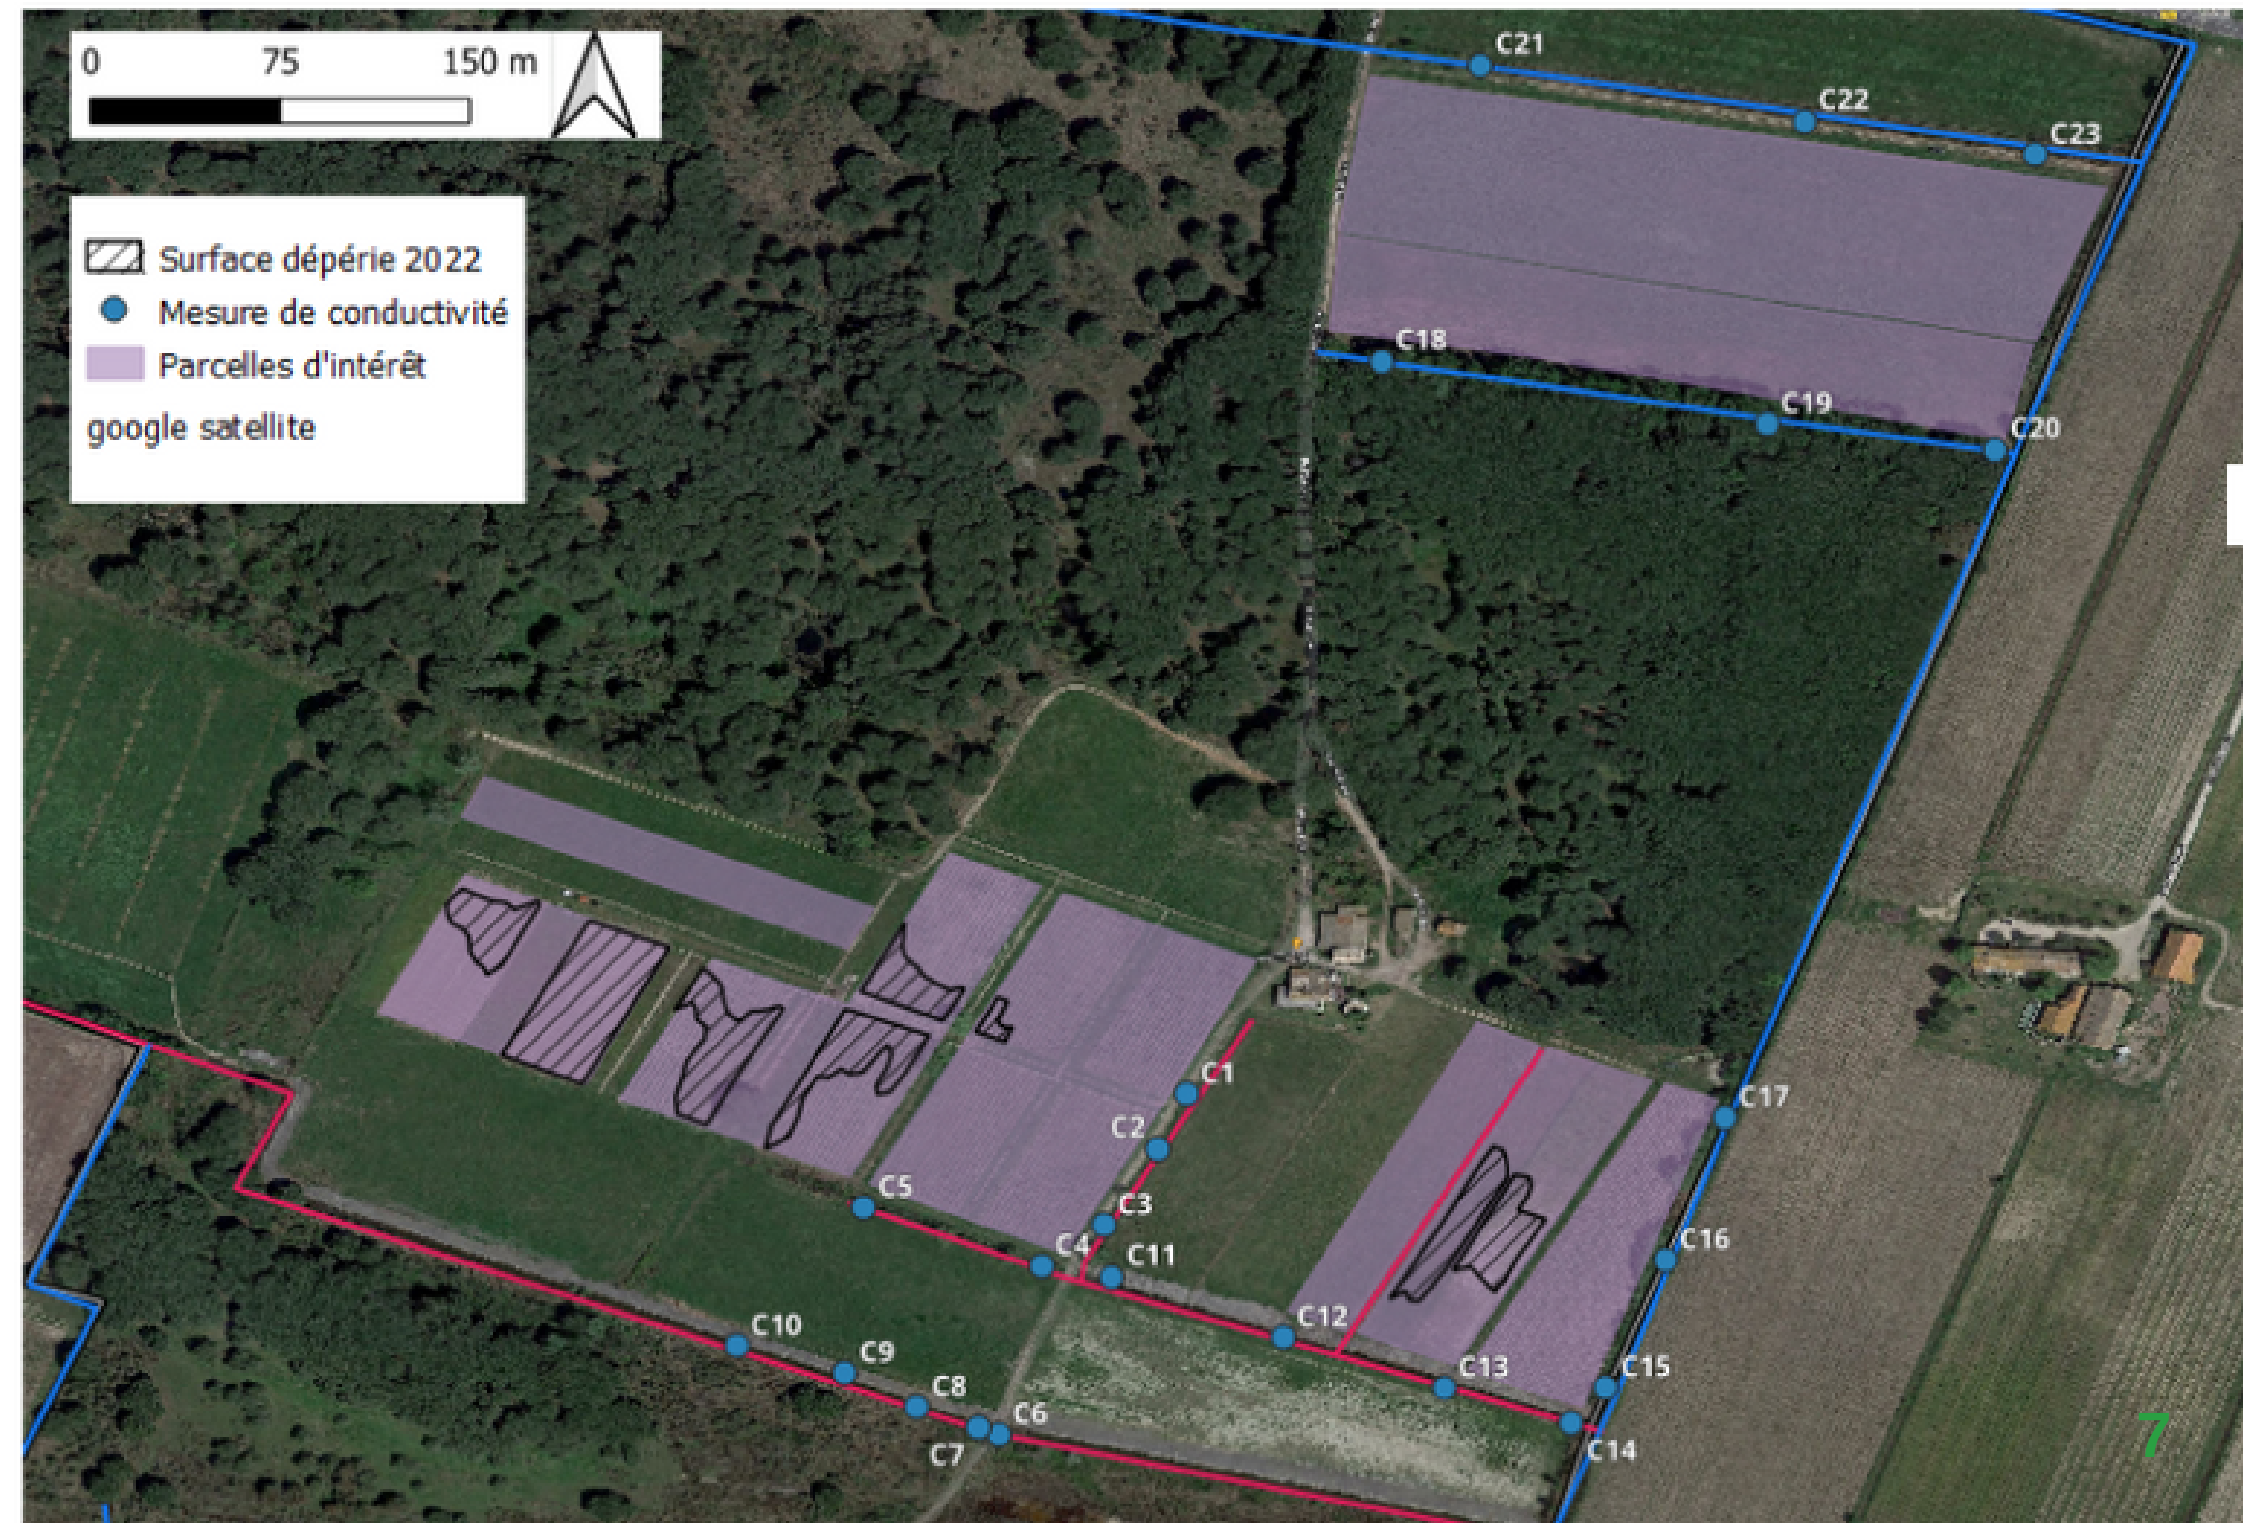 0 75 150 m
Surface dépérie 2022
Mesure de conductivité
Parcelles d'intérêt
google satellite
C21
C22
C23
C18
C19
C20
C17
C1
C2
C5
C3
C16
C4
C11
C12
C10
C9
C13
C15
C8
C6
C7
C14
7